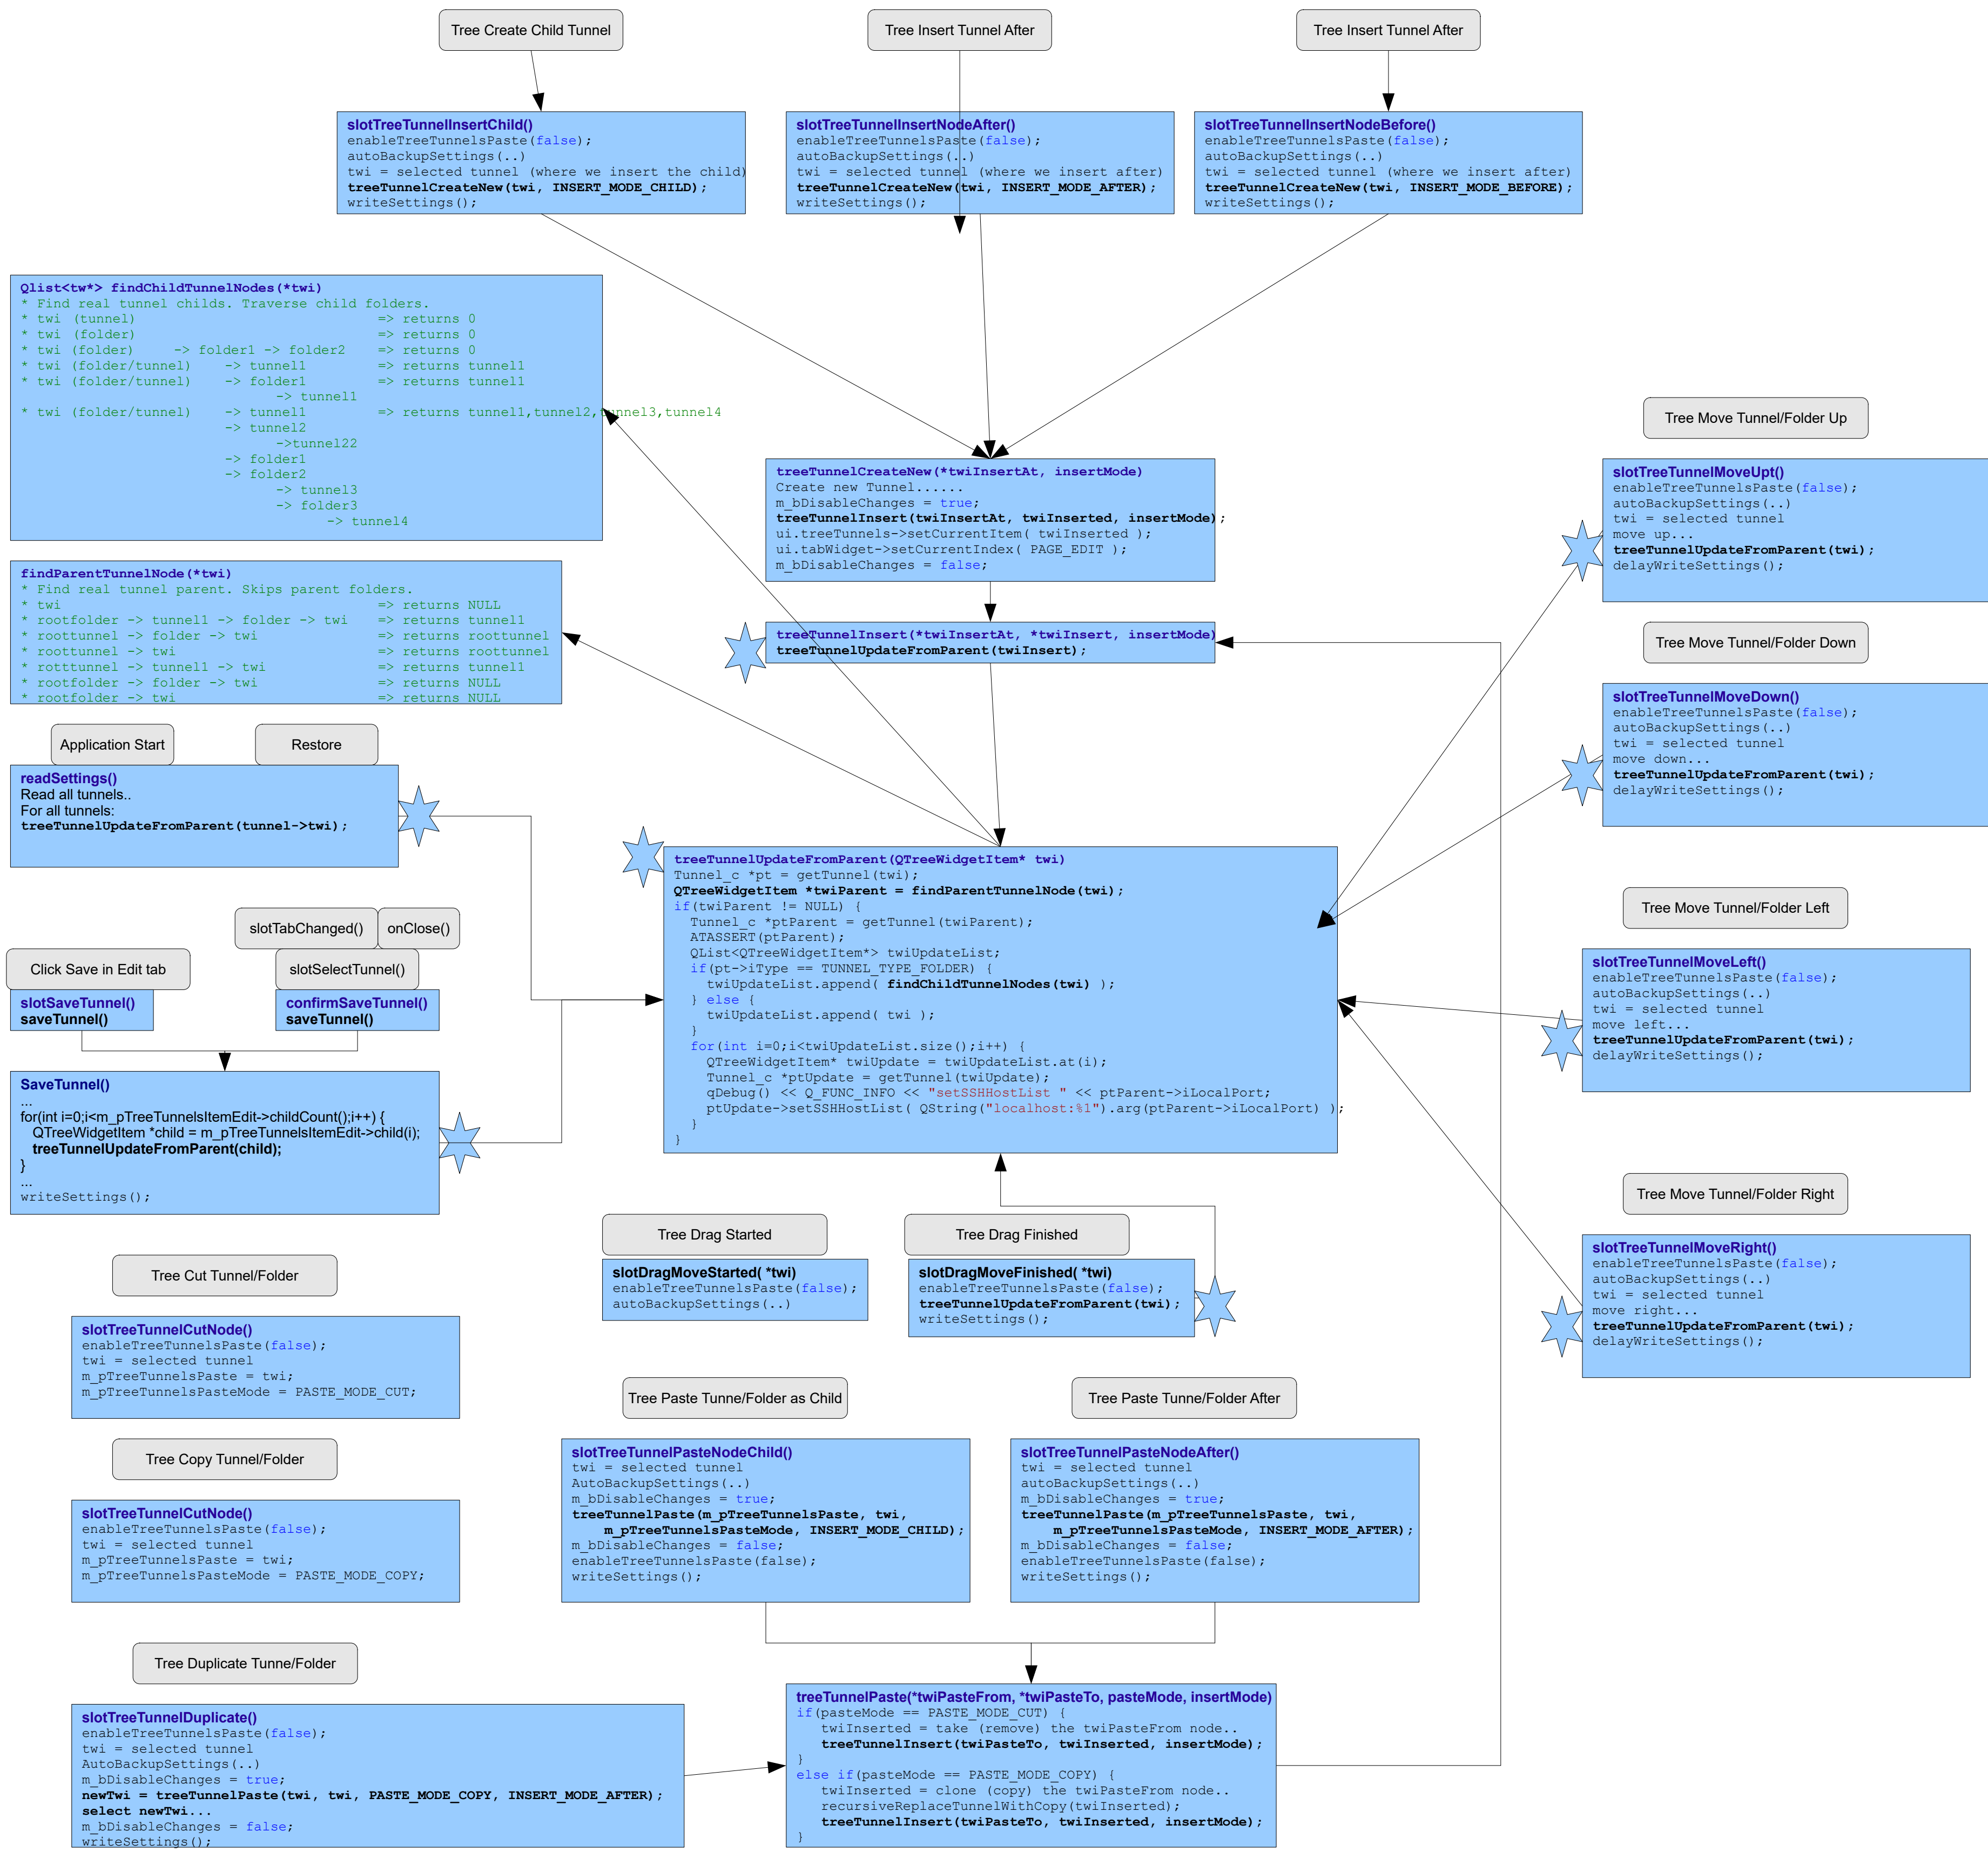 Tree Create Child Tunnel
Tree Insert Tunnel After
Tree Insert Tunnel After
slotTreeTunnelInsertChild()
enableTreeTunnelsPaste(false);
autoBackupSettings(..)
twi = selected tunnel (where we insert the child)
treeTunnelCreateNew(twi, INSERT_MODE_CHILD);
writeSettings();
slotTreeTunnelInsertNodeAfter()
enableTreeTunnelsPaste(false);
autoBackupSettings(..)
twi = selected tunnel (where we insert after)
treeTunnelCreateNew(twi, INSERT_MODE_AFTER);
writeSettings();
slotTreeTunnelInsertNodeBefore()
enableTreeTunnelsPaste(false);
autoBackupSettings(..)
twi = selected tunnel (where we insert after)
treeTunnelCreateNew(twi, INSERT_MODE_BEFORE);
writeSettings();
Qlist<tw*> findChildTunnelNodes(*twi)
* Find real tunnel childs. Traverse child folders.
* twi (tunnel) => returns 0
* twi (folder) => returns 0
* twi (folder) -> folder1 -> folder2 => returns 0
* twi (folder/tunnel) -> tunnel1 => returns tunnel1
* twi (folder/tunnel) -> folder1 => returns tunnel1
-> tunnel1
* twi (folder/tunnel) -> tunnel1 => returns tunnel1,tunnel2,tunnel3,tunnel4
-> tunnel2
->tunnel22
-> folder1
-> folder2
-> tunnel3
-> folder3
-> tunnel4
treeTunnelCreateNew(*twiInsertAt, insertMode)
Create new Tunnel......
m_bDisableChanges = true;
treeTunnelInsert(twiInsertAt, twiInserted, insertMode);
ui.treeTunnels->setCurrentItem( twiInserted );
ui.tabWidget->setCurrentIndex( PAGE_EDIT );
m_bDisableChanges = false;
Tree Move Tunnel/Folder Up
slotTreeTunnelMoveUpt()
enableTreeTunnelsPaste(false);
autoBackupSettings(..)
twi = selected tunnel
move up...
treeTunnelUpdateFromParent(twi);
delayWriteSettings();
findParentTunnelNode(*twi)
* Find real tunnel parent. Skips parent folders.
* twi => returns NULL
* rootfolder -> tunnel1 -> folder -> twi => returns tunnel1
* roottunnel -> folder -> twi => returns roottunnel
* roottunnel -> twi => returns roottunnel
* rotttunnel -> tunnel1 -> twi => returns tunnel1
* rootfolder -> folder -> twi => returns NULL
* rootfolder -> twi => returns NULL
treeTunnelInsert(*twiInsertAt, *twiInsert, insertMode)
treeTunnelUpdateFromParent(twiInsert);
Tree Move Tunnel/Folder Down
slotTreeTunnelMoveDown()
enableTreeTunnelsPaste(false);
autoBackupSettings(..)
twi = selected tunnel
move down...
treeTunnelUpdateFromParent(twi);
delayWriteSettings();
Application Start
Restore
readSettings()
Read all tunnels..
For all tunnels:
treeTunnelUpdateFromParent(tunnel->twi);
treeTunnelUpdateFromParent(QTreeWidgetItem* twi)
Tunnel_c *pt = getTunnel(twi);
QTreeWidgetItem *twiParent = findParentTunnelNode(twi);
if(twiParent != NULL) {
Tunnel_c *ptParent = getTunnel(twiParent);
ATASSERT(ptParent);
QList<QTreeWidgetItem*> twiUpdateList;
if(pt->iType == TUNNEL_TYPE_FOLDER) {
twiUpdateList.append( findChildTunnelNodes(twi) );
} else {
twiUpdateList.append( twi );
}
for(int i=0;i<twiUpdateList.size();i++) {
QTreeWidgetItem* twiUpdate = twiUpdateList.at(i);
Tunnel_c *ptUpdate = getTunnel(twiUpdate);
qDebug() << Q_FUNC_INFO << "setSSHHostList " << ptParent->iLocalPort;
ptUpdate->setSSHHostList( QString("localhost:%1").arg(ptParent->iLocalPort) );
}
}
Tree Move Tunnel/Folder Left
slotTreeTunnelMoveLeft()
enableTreeTunnelsPaste(false);
autoBackupSettings(..)
twi = selected tunnel
move left...
treeTunnelUpdateFromParent(twi);
delayWriteSettings();
slotTabChanged()
onClose()
Click Save in Edit tab
slotSelectTunnel()
slotSaveTunnel()
saveTunnel()
confirmSaveTunnel()
saveTunnel()
SaveTunnel()
...
for(int i=0;i<m_pTreeTunnelsItemEdit->childCount();i++) {
QTreeWidgetItem *child = m_pTreeTunnelsItemEdit->child(i);
treeTunnelUpdateFromParent(child);
}
...
writeSettings();
Tree Move Tunnel/Folder Right
slotTreeTunnelMoveRight()
enableTreeTunnelsPaste(false);
autoBackupSettings(..)
twi = selected tunnel
move right...
treeTunnelUpdateFromParent(twi);
delayWriteSettings();
Tree Drag Started
slotDragMoveStarted( *twi)
enableTreeTunnelsPaste(false);
autoBackupSettings(..)
Tree Drag Finished
slotDragMoveFinished( *twi)
enableTreeTunnelsPaste(false);
treeTunnelUpdateFromParent(twi);
writeSettings();
Tree Cut Tunnel/Folder
slotTreeTunnelCutNode()
enableTreeTunnelsPaste(false);
twi = selected tunnel
m_pTreeTunnelsPaste = twi;
m_pTreeTunnelsPasteMode = PASTE_MODE_CUT;
Tree Paste Tunne/Folder as Child
slotTreeTunnelPasteNodeChild()
twi = selected tunnel
AutoBackupSettings(..)
m_bDisableChanges = true;
treeTunnelPaste(m_pTreeTunnelsPaste, twi,
m_pTreeTunnelsPasteMode, INSERT_MODE_CHILD);
m_bDisableChanges = false;
enableTreeTunnelsPaste(false);
writeSettings();
Tree Paste Tunne/Folder After
slotTreeTunnelPasteNodeAfter()
twi = selected tunnel
autoBackupSettings(..)
m_bDisableChanges = true;
treeTunnelPaste(m_pTreeTunnelsPaste, twi,
m_pTreeTunnelsPasteMode, INSERT_MODE_AFTER);
m_bDisableChanges = false;
enableTreeTunnelsPaste(false);
writeSettings();
Tree Copy Tunnel/Folder
slotTreeTunnelCutNode()
enableTreeTunnelsPaste(false);
twi = selected tunnel
m_pTreeTunnelsPaste = twi;
m_pTreeTunnelsPasteMode = PASTE_MODE_COPY;
Tree Duplicate Tunne/Folder
slotTreeTunnelDuplicate()
enableTreeTunnelsPaste(false);
twi = selected tunnel
AutoBackupSettings(..)
m_bDisableChanges = true;
newTwi = treeTunnelPaste(twi, twi, PASTE_MODE_COPY, INSERT_MODE_AFTER);
select newTwi...
m_bDisableChanges = false;
writeSettings();
treeTunnelPaste(*twiPasteFrom, *twiPasteTo, pasteMode, insertMode)
if(pasteMode == PASTE_MODE_CUT) {
twiInserted = take (remove) the twiPasteFrom node..
treeTunnelInsert(twiPasteTo, twiInserted, insertMode);
}
else if(pasteMode == PASTE_MODE_COPY) {
twiInserted = clone (copy) the twiPasteFrom node..
recursiveReplaceTunnelWithCopy(twiInserted);
treeTunnelInsert(twiPasteTo, twiInserted, insertMode);
}